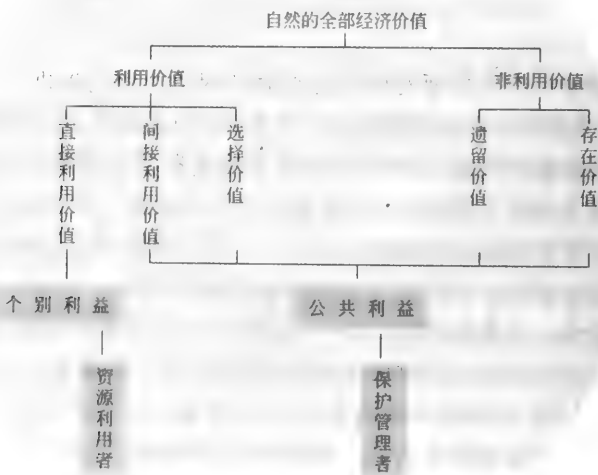 自然的全部经济价值
利用价值
非利用价值
直接利用价值
间接利用价值
选择价值
遗留价值
存在价值
个别利益
公共利益
资源利用者
保护管理者